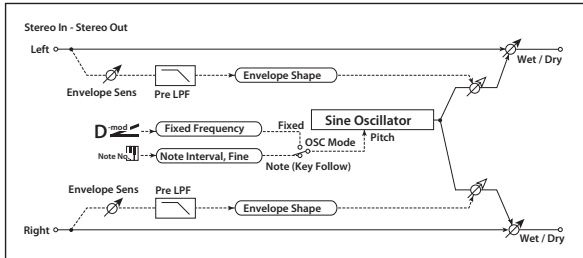 Stereo In - Stereo Out
Left
Wet / Dry
Envelope Sens
Pre LPF
Envelope Shape
D-mod
Fixed Frequency
Fixed
Sine Oscillator
OSC Mode
Pitch
Note No.
Note Interval, Fine
Note (Key Follow)
Envelope Sens
Pre LPF
Envelope Shape
Right
Wet / Dry